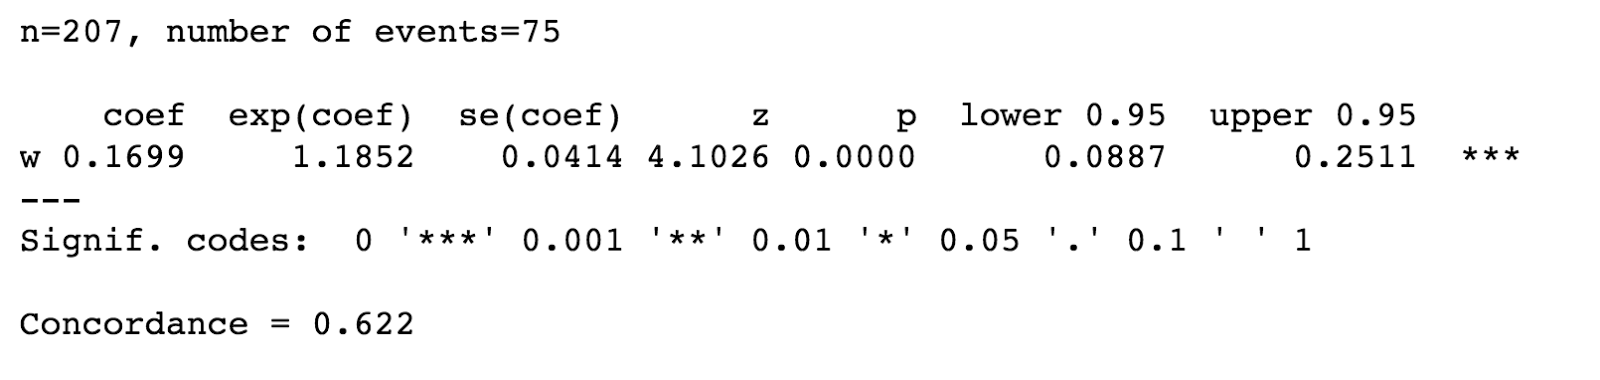 n=207, number of events=75
coef exp(coef) se(coef) z p lower 0.95 upper 0.95
w 0.1699 1.1852 0.0414 4.1026 0.0000 0.0887 0.2511 ***
---
Signif. codes: 0 '***' 0.001 '**' 0.01 '*' 0.05 '.' 0.1 ' ' 1
Concordance = 0.622